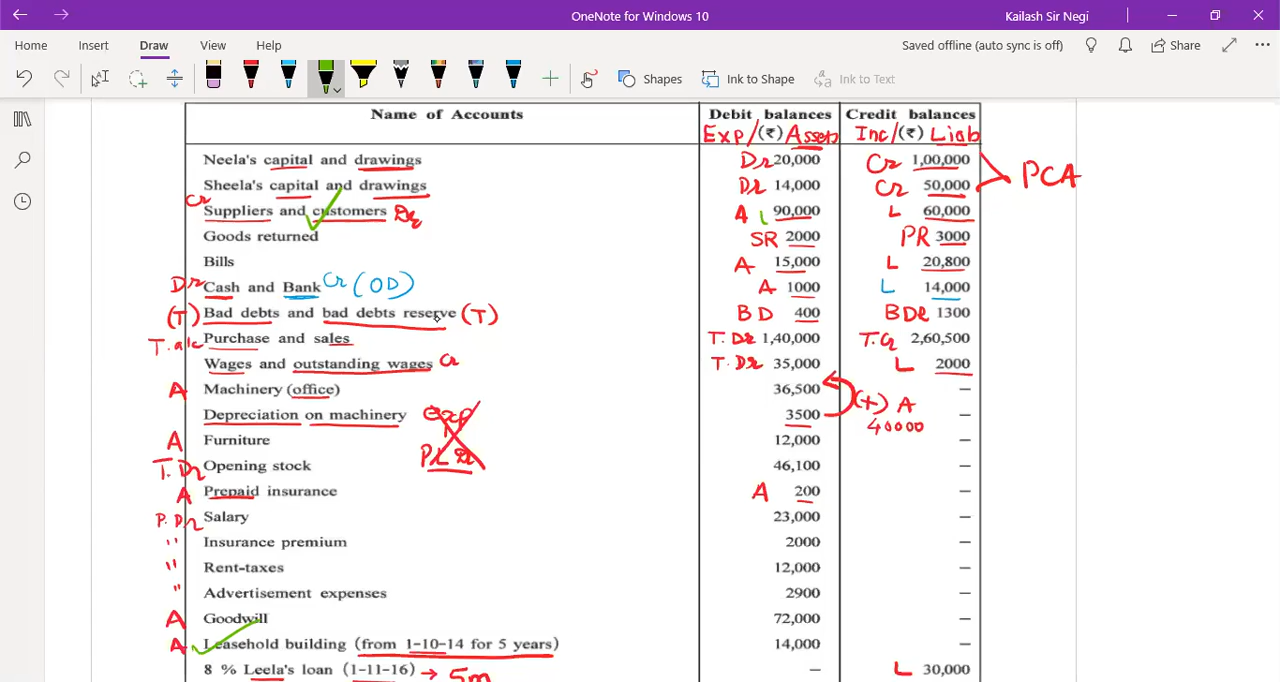 OneNote for Windows 10
Kailash Sir Negi
Home Insert Draw View Help
Saved offline (auto sync is off) Share
Shapes Ink to Shape Ink to Text
Name of Accounts Debit balances Credit balances
Exp/(₹) Assets Inc/(₹) Liab
Neela's capital and drawings Dr 20,000 Cr 1,00,000
PCA
Sheela's capital and drawings Dr 14,000 Cr 50,000
Cr Suppliers and customers Dr A L 90,000 L 60,000
Goods returned SR 2000 PR 3000
Bills A 15,000 L 20,800
Dr Cash and Bank Cr (OD) A 1000 L 14,000
(T) Bad debts and bad debts reserve (T) BD 400 BDR 1300
T. a/c Purchase and sales T. Dr 1,40,000 T. Cr 2,60,500
Wages and outstanding wages Cr T. Dr 35,000 L 2000
A Machinery (office) 36,500 –
Depreciation on machinery exp 3500 (+) A –
40000
A Furniture 12,000 –
P L Dr
T. Dr Opening stock 46,100 –
A Prepaid insurance A 200 –
P. Dr Salary 23,000 –
" Insurance premium 2000 –
" Rent-taxes 12,000 –
" Advertisement expenses 2900 –
A Goodwill 72,000 –
A Leasehold building (from 1-10-14 for 5 years) 14,000 –
8 % Leela's loan (1-11-16) → 5m – L 30,000